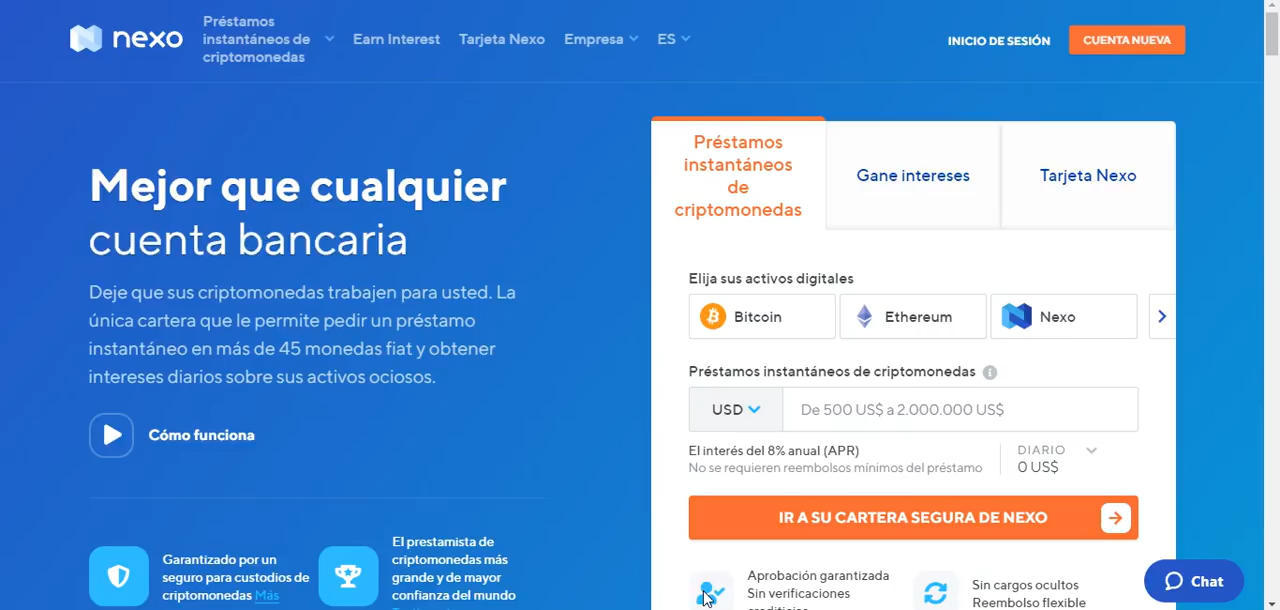 nexo
Préstamos
instantáneos de
criptomonedas
Earn Interest
Tarjeta Nexo
Empresa
ES
INICIO DE SESIÓN
CUENTA NUEVA
Mejor que cualquier
cuenta bancaria
Deje que sus criptomonedas trabajen para usted. La
única cartera que le permite pedir un préstamo
instantáneo en más de 45 monedas fiat y obtener
intereses diarios sobre sus activos ociosos.
Cómo funciona
Garantizado por un
seguro para custodios de
criptomonedas Más
El prestamista de
criptomonedas más
grande y de mayor
confianza del mundo
Préstamos
instantáneos
de
criptomonedas
Gane intereses
Tarjeta Nexo
Elija sus activos digitales
Bitcoin
Ethereum
Nexo
Préstamos instantáneos de criptomonedas
USD
De 500 US$ a 2.000.000 US$
El interés del 8% anual (APR)
No se requieren reembolsos mínimos del préstamo
DIARIO
0 US$
IR A SU CARTERA SEGURA DE NEXO
Aprobación garantizada
Sin verificaciones
Sin cargos ocultos
Reembolso flexible
Chat